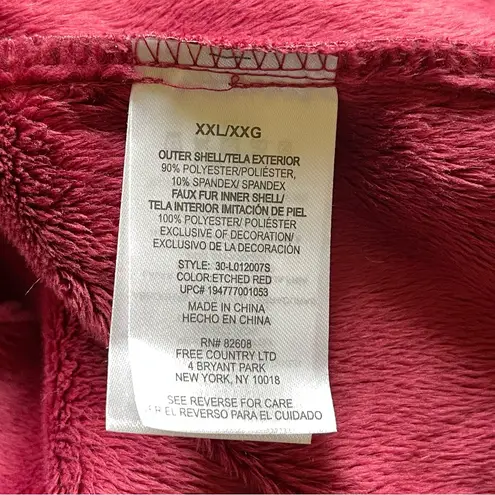 XXL/XXG
OUTER SHELL/TELA EXTERIOR
90% POLYESTER/POLIÉSTER,
10% SPANDEX/ SPANDEX
FAUX FUR INNER SHELL/
TELA INTERIOR IMITACIÓN DE PIEL
100% POLYESTER/ POLIÉSTER
EXCLUSIVE OF DECORATION/
EXCLUSIVO DE LA DECORACIÓN
STYLE: 30-L012007S
COLOR:ETCHED RED
UPC# 194777001053
MADE IN CHINA
HECHO EN CHINA
RN# 82608
FREE COUNTRY LTD
4 BRYANT PARK
NEW YORK, NY 10018
SEE REVERSE FOR CARE
ER EL REVERSO PARA EL CUIDADO